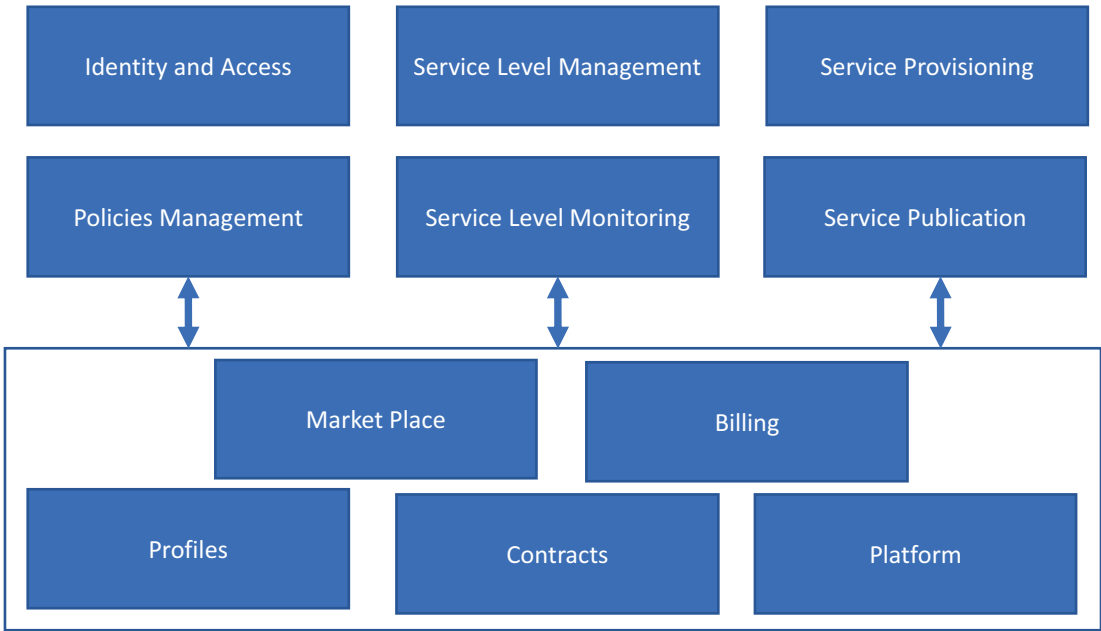 Identity and Access
Service Level Management
Service Provisioning
Policies Management
Service Level Monitoring
Service Publication
Market Place
Billing
Profiles
Contracts
Platform